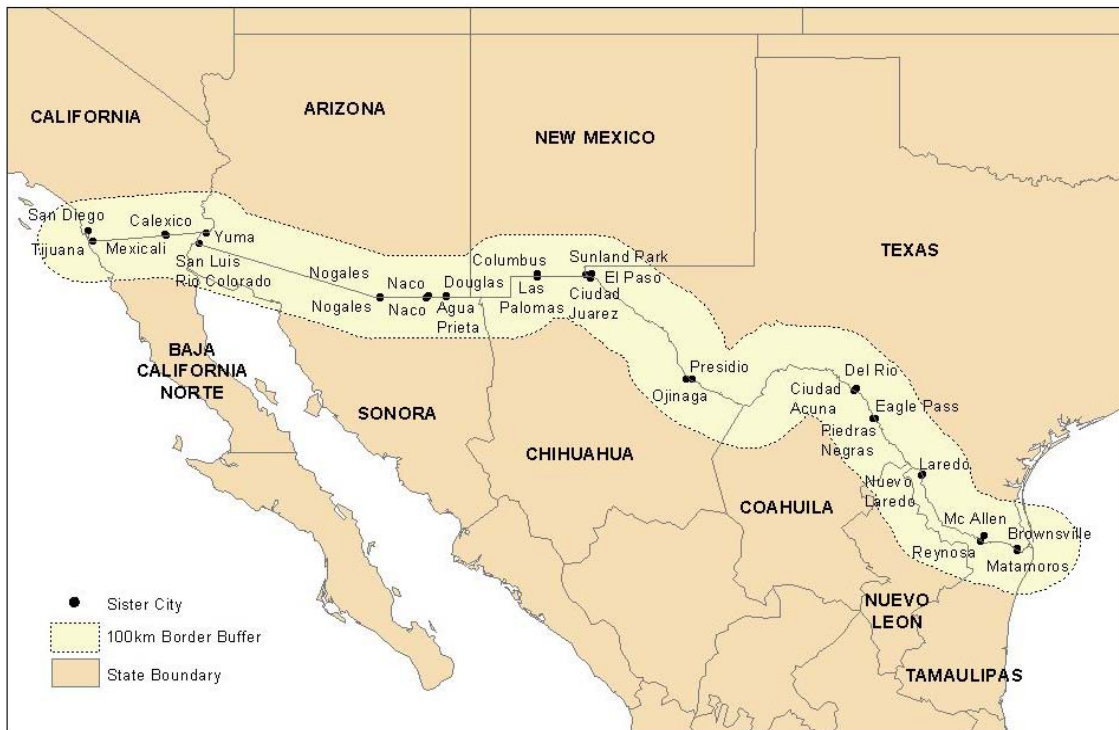 CALIFORNIA
ARIZONA
NEW MEXICO
TEXAS
San Diego
Tijuana
Calexico
Mexicali
Yuma
San Luis
Rio Colorado
Nogales
Nogales
Naco
Naco
Douglas
Agua
Prieta
Columbus
Las
Palomas
Sunland Park
El Paso
Ciudad
Juarez
Presidio
Ojinaga
Del Rio
Ciudad
Acuna
Eagle Pass
Piedras
Negras
Laredo
Nuevo
Laredo
Mc Allen
Reynosa
Brownsville
Matamoros
BAJA
CALIFORNIA
NORTE
SONORA
CHIHUAHUA
COAHUILA
NUEVO
LEON
TAMAULIPAS
Sister City
100km Border Buffer
State Boundary